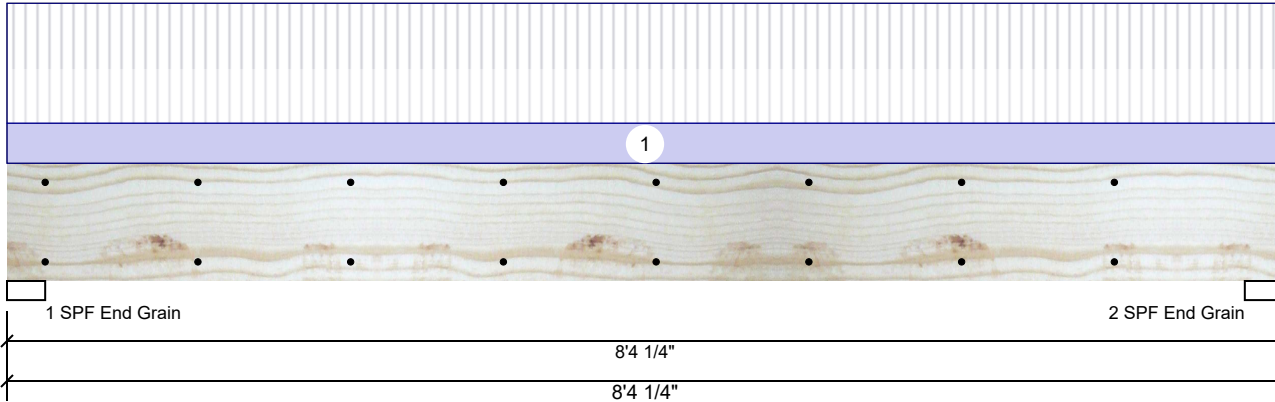 1
1 SPF End Grain
2 SPF End Grain
8'4 1/4"
8'4 1/4"